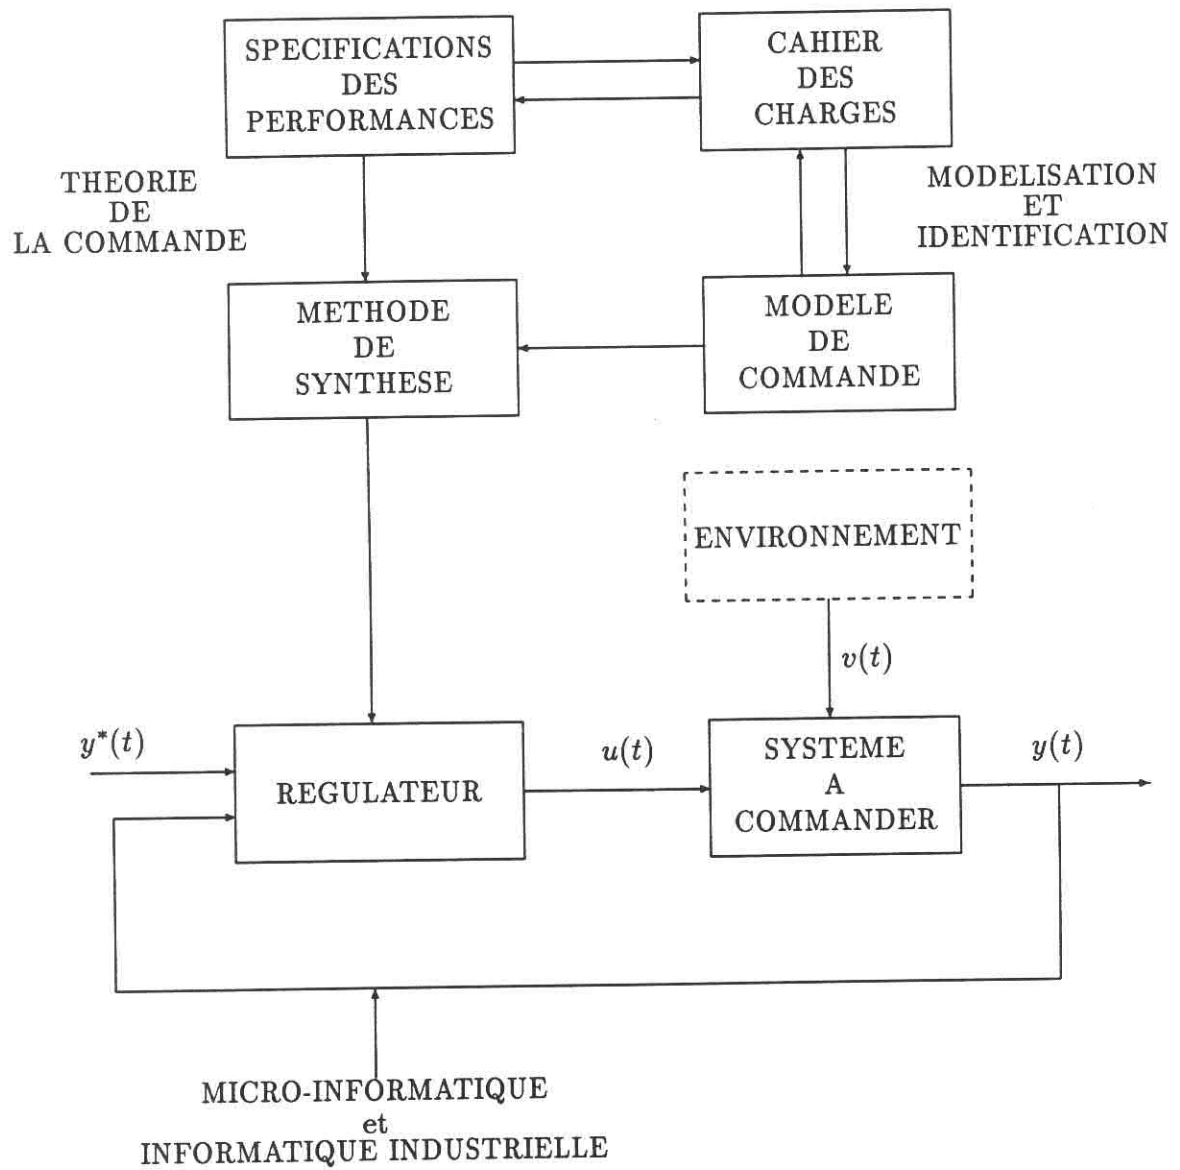 SPECIFICATIONS
DES
PERFORMANCES
CAHIER
DES
CHARGES
THEORIE
DE
LA COMMANDE
MODELISATION
ET
IDENTIFICATION
METHODE
DE
SYNTHESE
MODELE
DE
COMMANDE
ENVIRONNEMENT
v(t)
y*(t)
REGULATEUR
u(t)
SYSTEME
A
COMMANDER
y(t)
MICRO-INFORMATIQUE
et
INFORMATIQUE INDUSTRIELLE